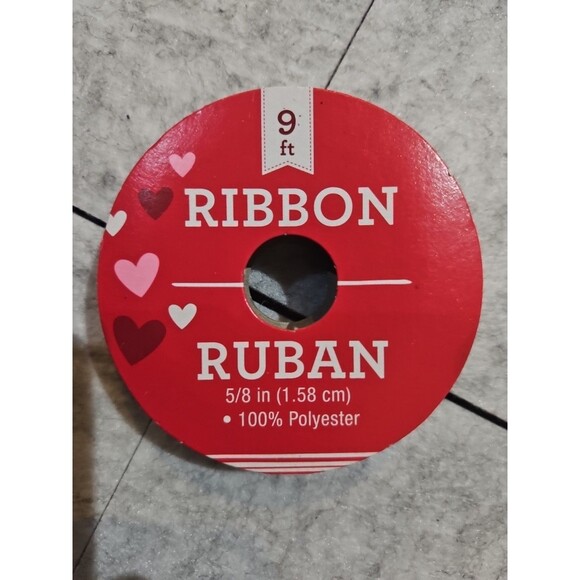 9
ft
RIBBON
RUBAN
5/8 in (1.58 cm)
• 100% Polyester